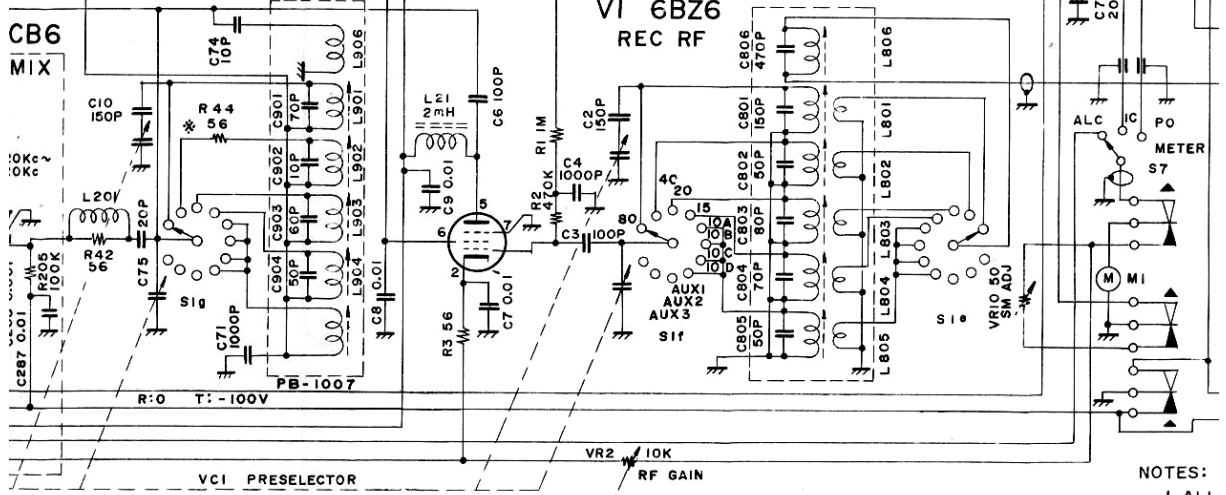 CB6
MIX
C74
10P
L906
V1 6BZ6
REC RF
C806
470P
L806
C10
150P
※ R44
56
C901
70P
L901
L21
2mH
C6 100P
R1 1M
C2
150P
C801
150P
L801
ALC
IC
PO
METER
S7
C902
10P
L902
C9 0.01
R2
470K
C4
1000P
C802
50P
L802
L201
R42
56
C75
20P
C903
60P
L903
5
7
6
2
C3
100P
80
40
20
15
10A
10B
10C
10D
C803
80P
L803
R205
100K
S1g
C904
50P
L904
C8 0.01
C7 0.01
R3 56
AUX1
AUX2
AUX3
S1f
C804
70P
L804
S1e
VR10 50
SM ADJ
M
M1
C287 0.01
C71
1000P
C805
50P
L805
PB-1007
R:0 T:-100V
VR2 10K
RF GAIN
VC1 PRESELECTOR
NOTES: